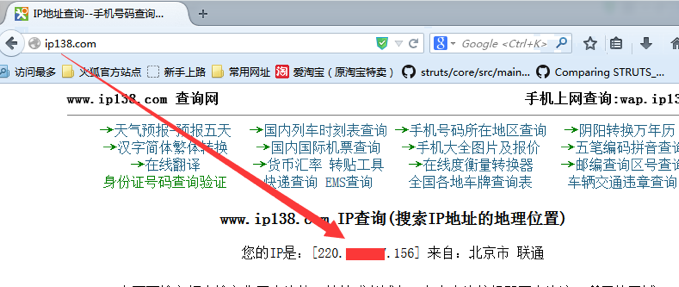 IP地址查询--手机号码查询...
ip138.com
Google <Ctrl+K>
访问最多 火狐官方站点 新手上路 常用网址 爱淘宝（原淘宝特卖） struts/core/src/main... Comparing STRUTS_...
www.ip138.com 查询网 手机上网查询:wap.ip13
→天气预报-预报五天 →国内列车时刻表查询 →手机号码所在地区查询 →阴阳转换万年历
→汉字简体繁体转换 →国内国际机票查询 →手机大全图片及报价 →五笔编码拼音查询
→在线翻译 →货币汇率 转贴工具 →在线度衡量转换器 →邮编查询区号查询
身份证号码查询验证 快递查询 EMS查询 全国各地车牌查询表 车辆交通违章查询
www.ip138.com IP查询(搜索IP地址的地理位置)
您的IP是：[220. .156] 来自：北京市 联通